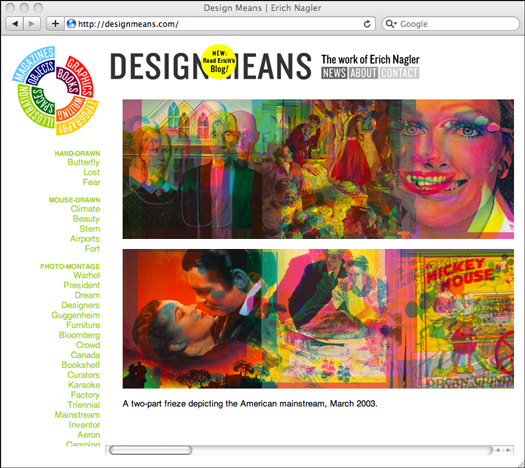 Design Means | Erich Nagler
http://designmeans.com/
Google
MAGAZINES
OBJECTS
BOOKS
GRAPHICS
TYPOGRAPHY
WRITING
SPACES
ILLUSTRATION
DESIGN MEANS
NEW:
Read Erich's
Blog!
The work of Erich Nagler
NEWS ABOUT CONTACT
HAND-DRAWN
Butterfly
Lost
Fear
MOUSE-DRAWN
Climate
Beauty
Stem
Airports
Fort
PHOTO-MONTAGE
Warhol
President
Dream
Designers
Guggenheim
Furniture
Bloomberg
Crowd
Canada
Bookshelf
Curators
Karaoke
Factory
Triennial
Mainstream
Inventor
Aeron
Camping
MICKEY
MOUSE
ORGAN GRIND
A two-part frieze depicting the American mainstream, March 2003.